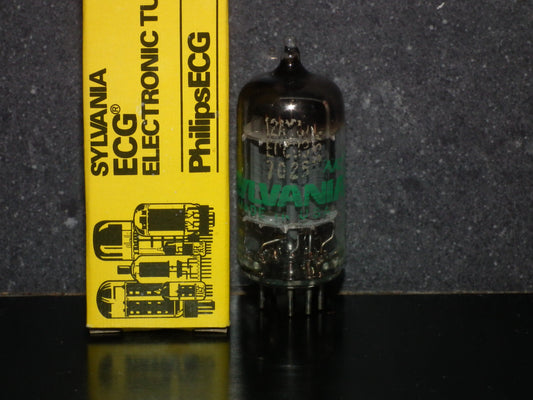 SYLVANIA
ECG®
ELECTRONIC TU
PhilipsECG
7025
SYLVANIA